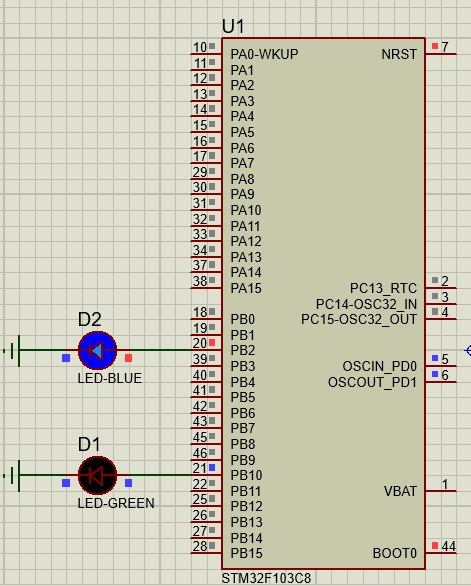 U1
10 PA0-WKUP NRST 7
11 PA1
12 PA2
13 PA3
14 PA4
15 PA5
16 PA6
17 PA7
29 PA8
30 PA9
31 PA10
32 PA11
33 PA12
34 PA13
37 PA14
38 PA15 PC13_RTC 2
PC14-OSC32_IN 3
18 PB0 PC15-OSC32_OUT 4
19 PB1
20 PB2
39 PB3 OSCIN_PD0 5
40 PB4 OSCOUT_PD1 6
41 PB5
42 PB6
43 PB7
45 PB8
46 PB9
21 PB10
22 PB11 VBAT 1
25 PB12
26 PB13
27 PB14
28 PB15 BOOT0 44
STM32F103C8
D2
LED-BLUE
D1
LED-GREEN